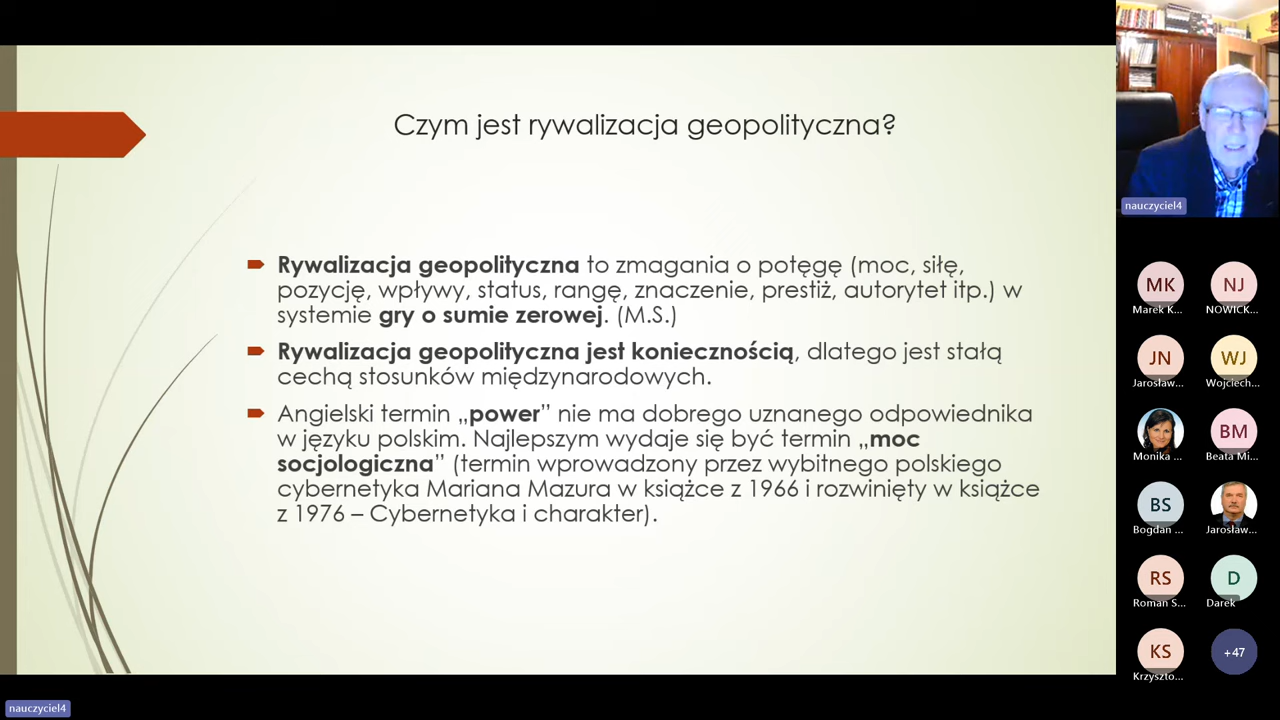 Czym jest rywalizacja geopolityczna?
Rywalizacja geopolityczna to zmagania o potęgę (moc, siłę,
pozycję, wpływy, status, rangę, znaczenie, prestiż, autorytet itp.) w
systemie gry o sumie zerowej. (M.S.)
Rywalizacja geopolityczna jest koniecznością, dlatego jest stałą
cechą stosunków międzynarodowych.
Angielski termin „power” nie ma dobrego uznanego odpowiednika
w języku polskim. Najlepszym wydaje się być termin „moc
socjologiczna” (termin wprowadzony przez wybitnego polskiego
cybernetyka Mariana Mazura w książce z 1966 i rozwinięty w książce
z 1976 – Cybernetyka i charakter).
nauczyciel4
MK
NJ
Marek K...
NOWICK...
JN
WJ
Jarosław...
Wojciech...
BM
Monika ...
Beata Mi...
BS
Bogdan ...
Jarosław...
RS
D
Roman S...
Darek
KS
+47
Krzyszto...
nauczyciel4